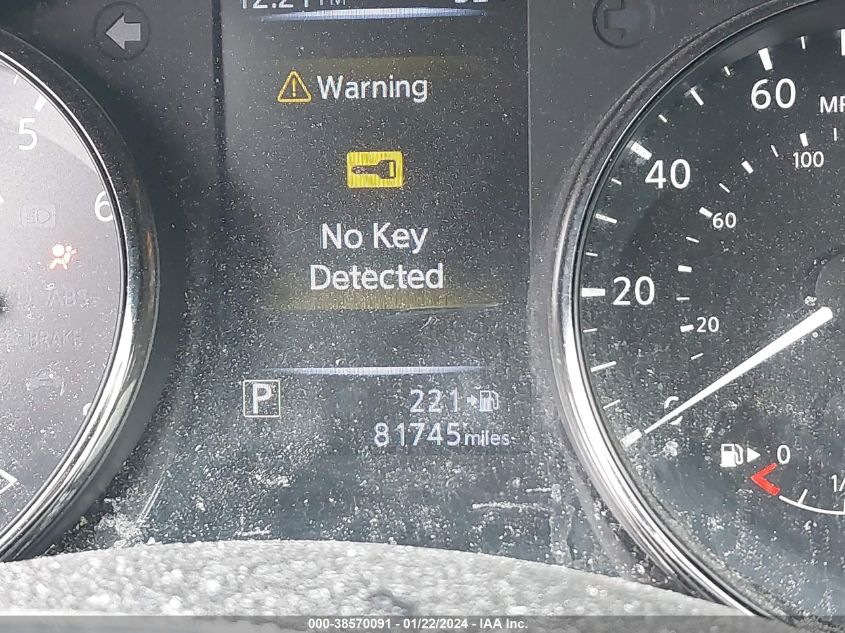 Warning
No Key
Detected
P
221
81745 miles
5
6
ABS
BRAKE
60
40
20
100
60
20
0
000-38570091 - 01/22/2024 - IAA Inc.